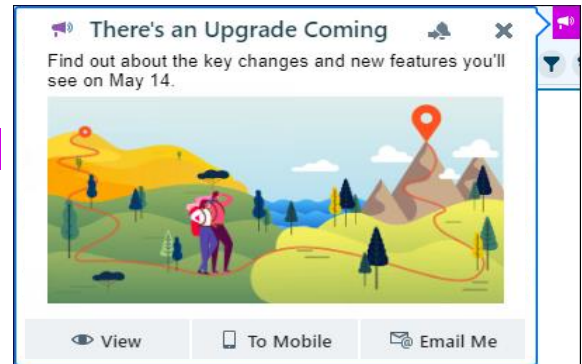 There's an Upgrade Coming
Find out about the key changes and new features you'll
see on May 14.
View To Mobile Email Me